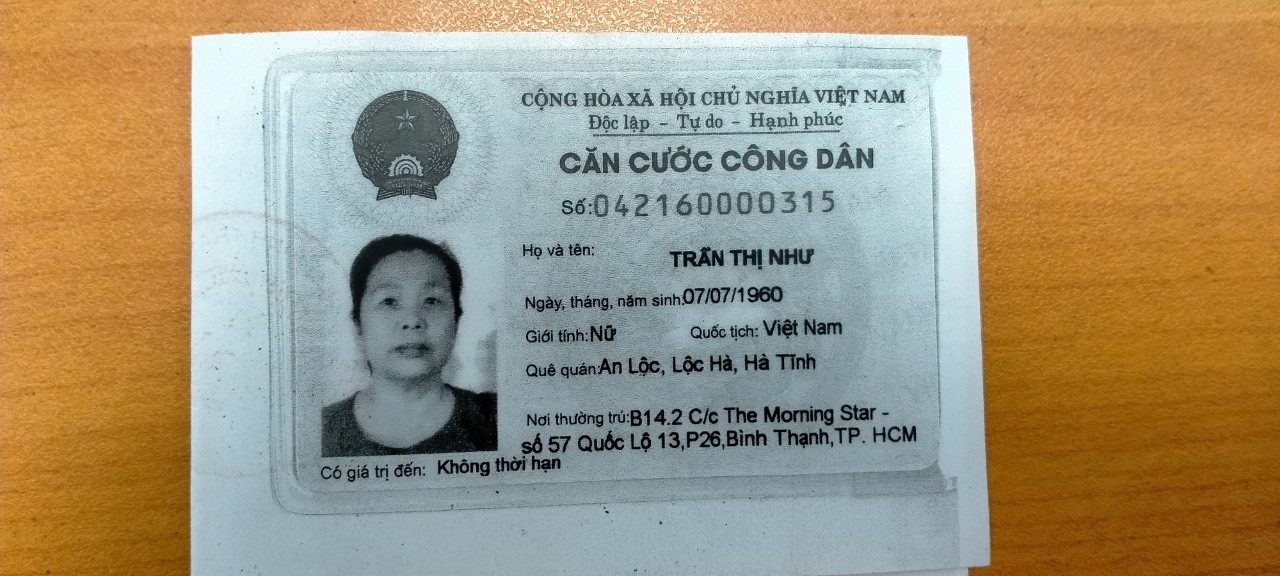 CỘNG HÒA XÃ HỘI CHỦ NGHĨA VIỆT NAM
Độc lập - Tự do - Hạnh phúc
CĂN CƯỚC CÔNG DÂN
Số:042160000315
Họ và tên: TRẦN THỊ NHƯ
Ngày, tháng, năm sinh:07/07/1960
Giới tính:Nữ Quốc tịch: Việt Nam
Quê quán:An Lộc, Lộc Hà, Hà Tĩnh
Nơi thường trú:B14.2 C/c The Morning Star -
số 57 Quốc Lộ 13,P26,Bình Thạnh,TP. HCM
Có giá trị đến: Không thời hạn